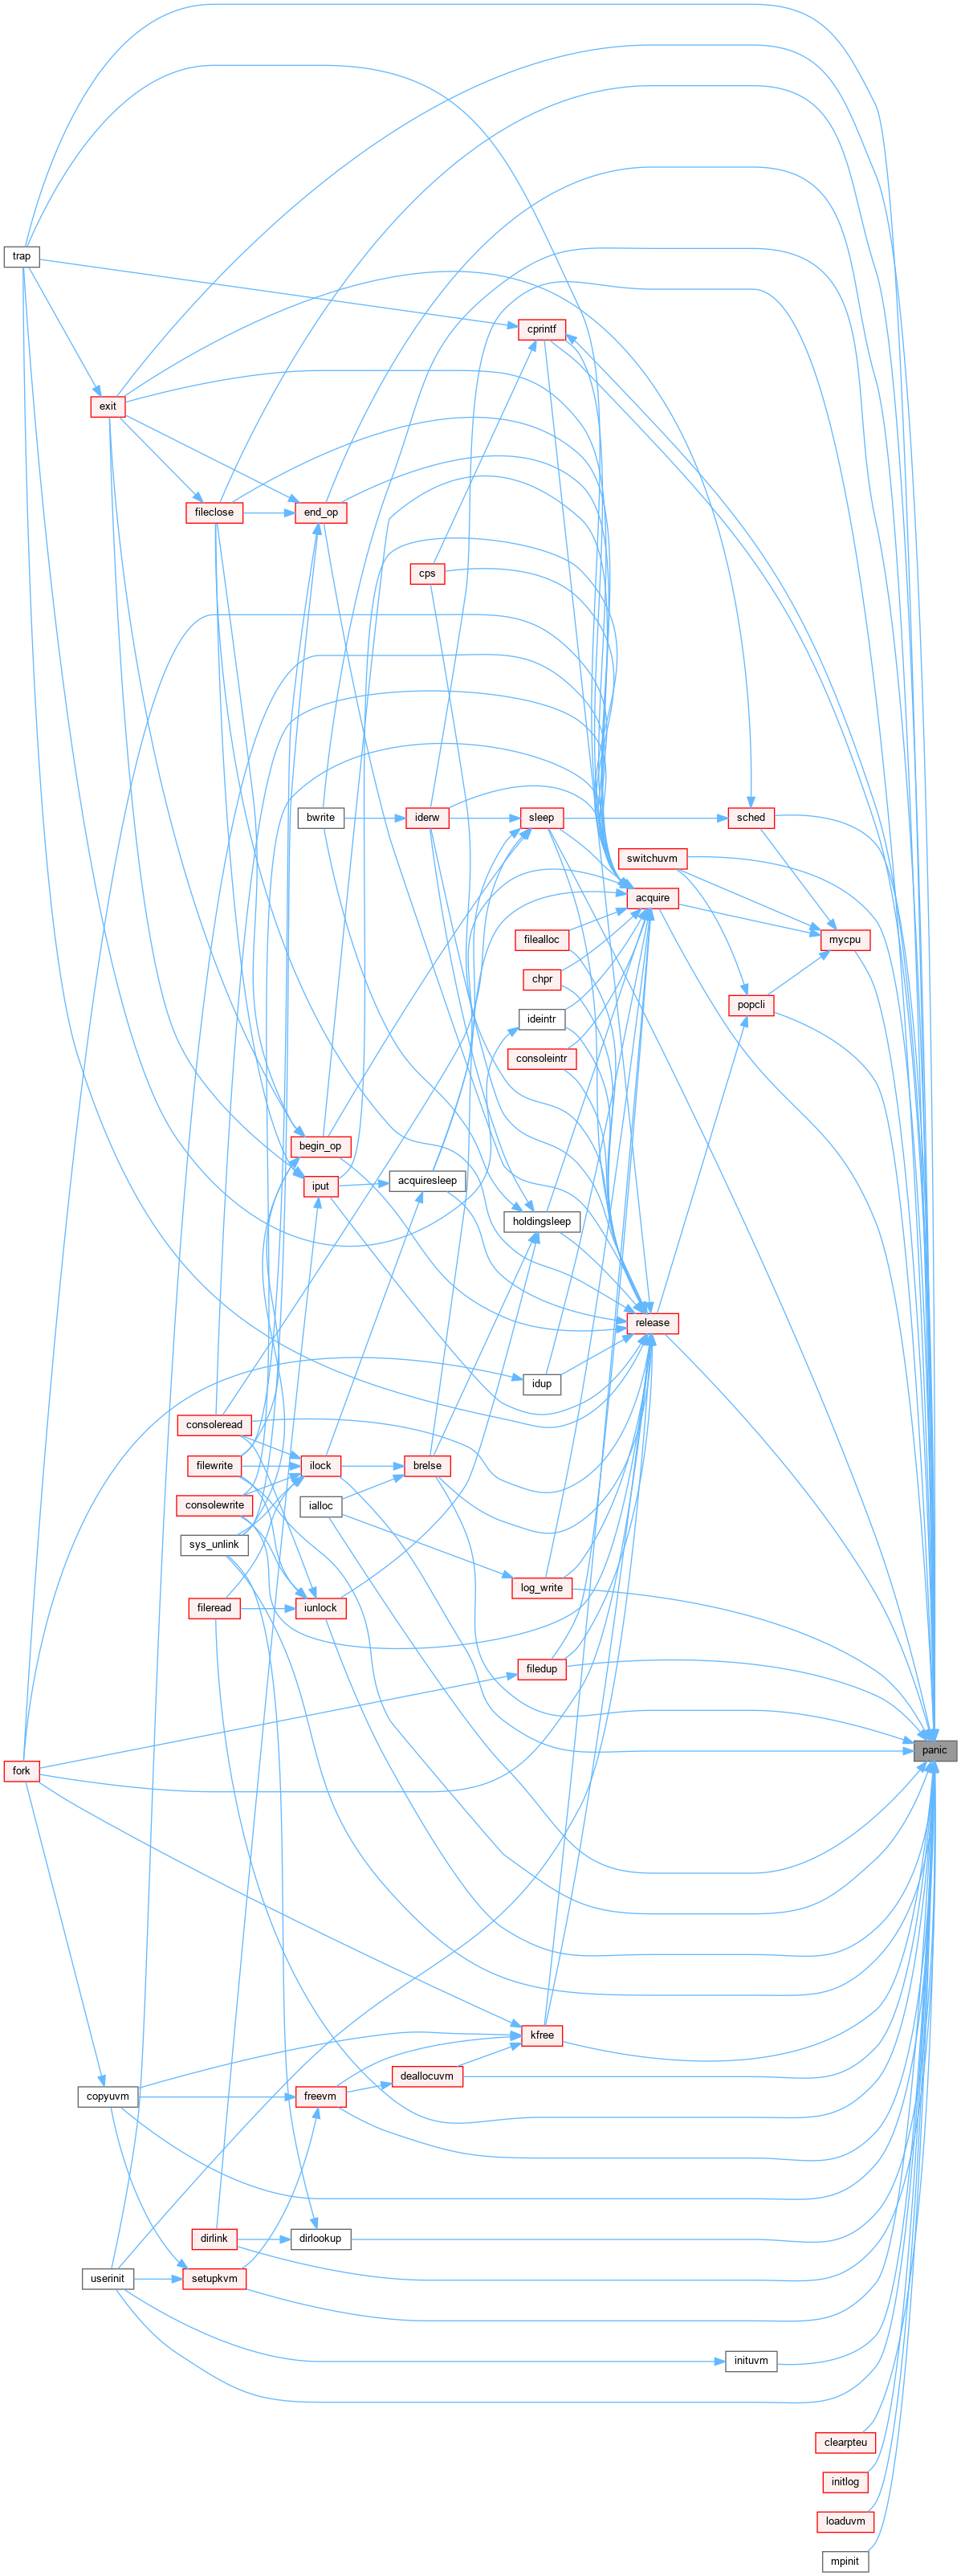 trap
cprintf
exit
fileclose
end_op
cps
bwrite
iderw
sleep
sched
switchuvm
acquire
filealloc
mycpu
chpr
popcli
ideintr
consoleintr
begin_op
iput
acquiresleep
holdingsleep
release
idup
consoleread
filewrite
ilock
brelse
consolewrite
ialloc
sys_unlink
log_write
fileread
iunlock
filedup
panic
fork
kfree
deallocuvm
copyuvm
freevm
dirlink
dirlookup
userinit
setupkvm
inituvm
clearpteu
initlog
loaduvm
mpinit